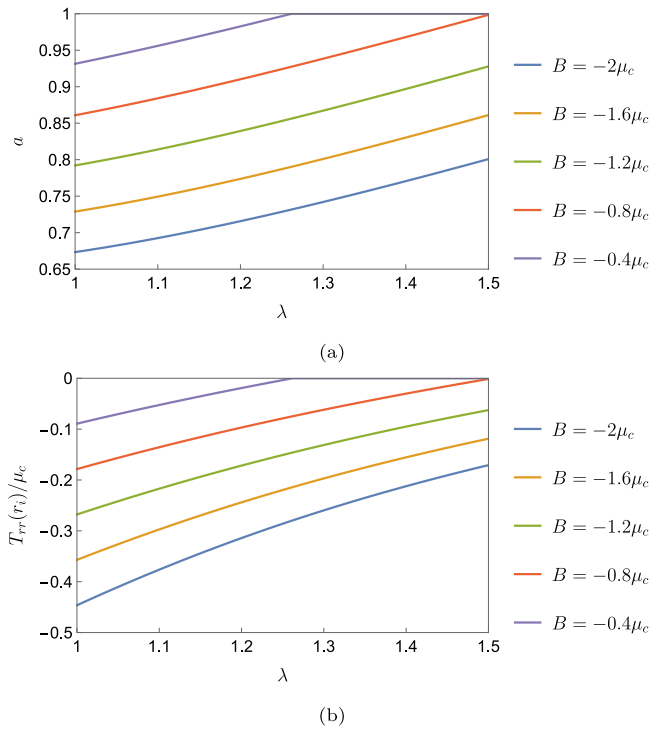 1
0.95
0.9
0.85
0.8
0.75
0.7
0.65
a
1 1.1 1.2 1.3 1.4 1.5
λ
B = −2μc
B = −1.6μc
B = −1.2μc
B = −0.8μc
B = −0.4μc
(a)
0
−0.1
−0.2
−0.3
−0.4
−0.5
Trr(ri)/μc
1 1.1 1.2 1.3 1.4 1.5
λ
B = −2μc
B = −1.6μc
B = −1.2μc
B = −0.8μc
B = −0.4μc
(b)